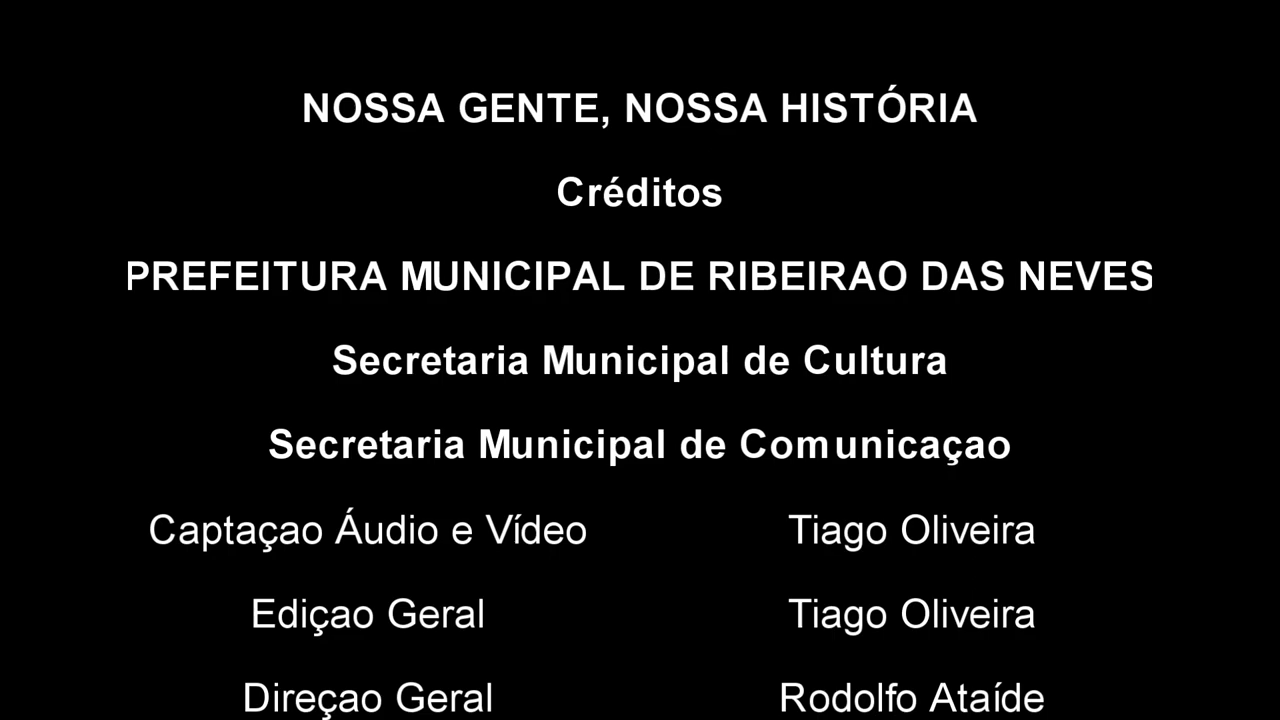 NOSSA GENTE, NOSSA HISTÓRIA
Créditos
PREFEITURA MUNICIPAL DE RIBEIRAO DAS NEVES
Secretaria Municipal de Cultura
Secretaria Municipal de Comunicaçao
Captaçao Áudio e Vídeo Tiago Oliveira
Ediçao Geral Tiago Oliveira
Direçao Geral Rodolfo Ataíde